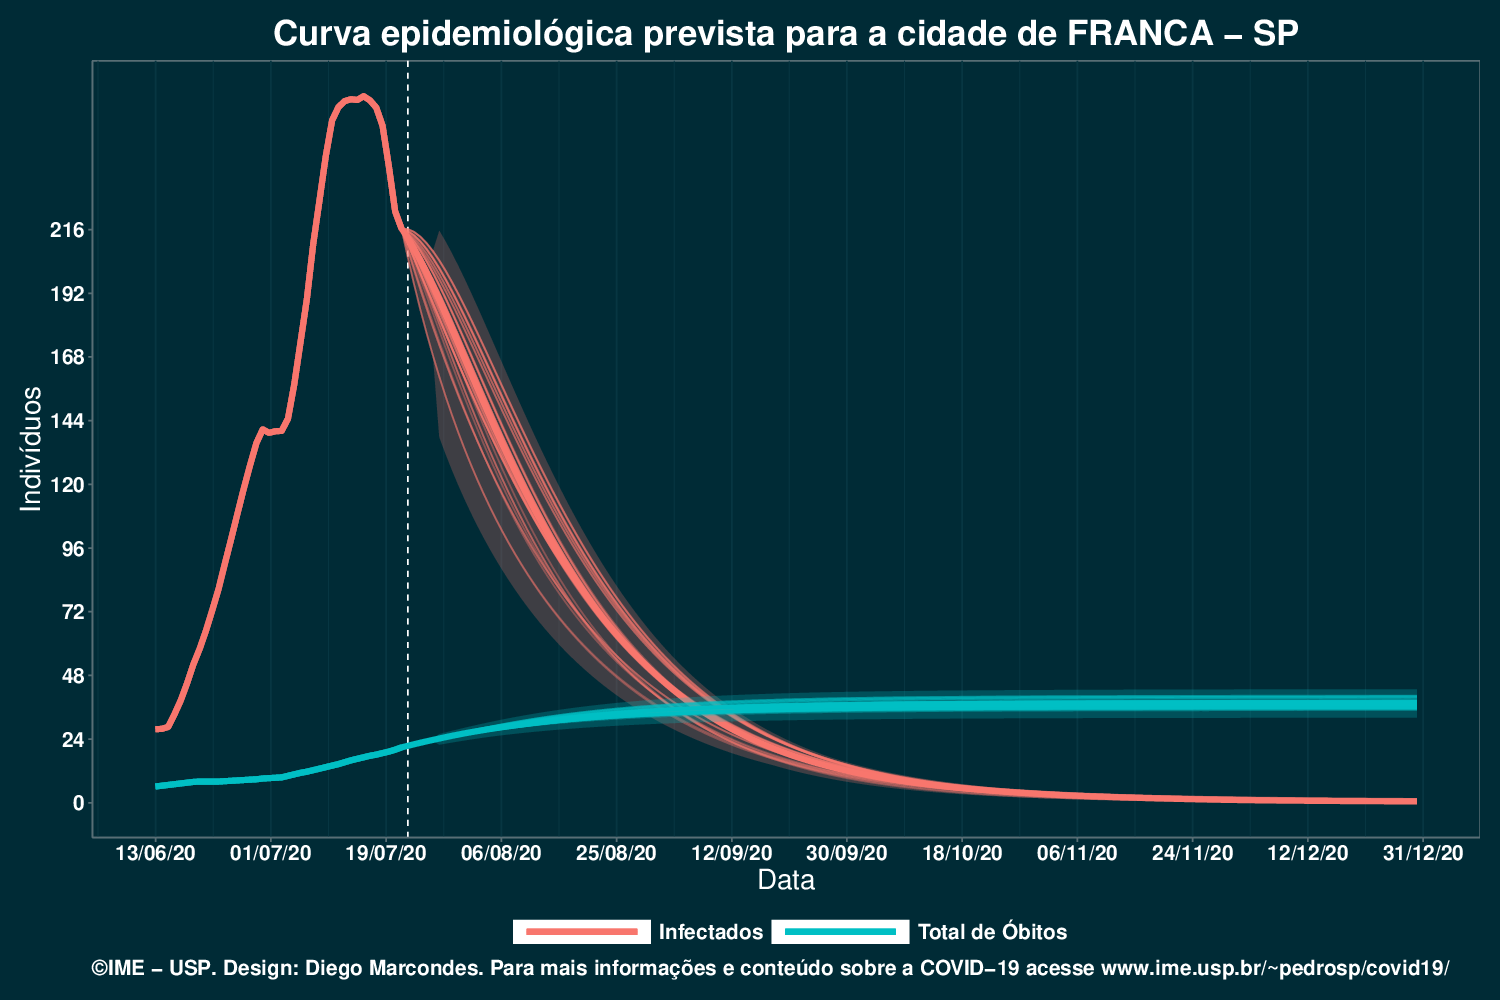 Curva epidemiológica prevista para a cidade de FRANCA − SP
Indivíduos
216
192
168
144
120
96
72
48
24
0
13/06/20 01/07/20 19/07/20 06/08/20 25/08/20 12/09/20 30/09/20 18/10/20 06/11/20 24/11/20 12/12/20 31/12/20
Data
Infectados Total de Óbitos
©IME − USP. Design: Diego Marcondes. Para mais informações e conteúdo sobre a COVID−19 acesse www.ime.usp.br/~pedrosp/covid19/